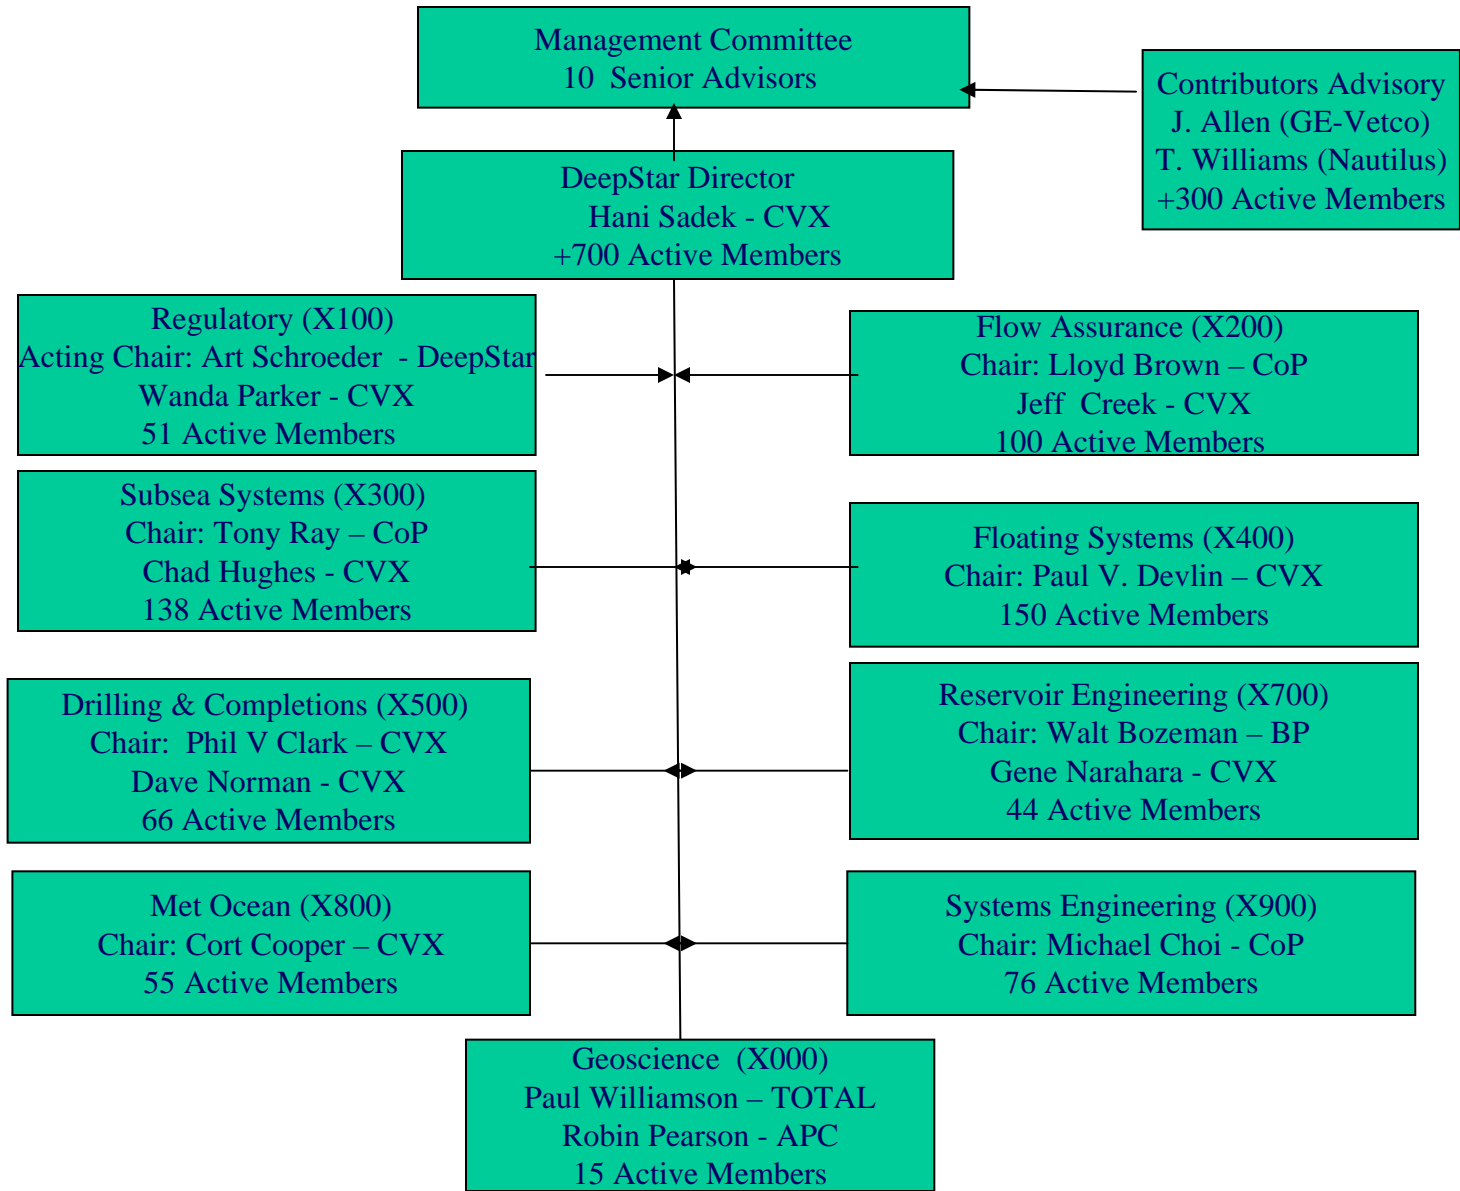 Management Committee
10 Senior Advisors
Contributors Advisory
J. Allen (GE-Vetco)
T. Williams (Nautilus)
+300 Active Members
DeepStar Director
Hani Sadek - CVX
+700 Active Members
Regulatory (X100)
Acting Chair: Art Schroeder - DeepStar
Wanda Parker - CVX
51 Active Members
Flow Assurance (X200)
Chair: Lloyd Brown – CoP
Jeff Creek - CVX
100 Active Members
Subsea Systems (X300)
Chair: Tony Ray – CoP
Chad Hughes - CVX
138 Active Members
Floating Systems (X400)
Chair: Paul V. Devlin – CVX
150 Active Members
Drilling & Completions (X500)
Chair: Phil V Clark – CVX
Dave Norman - CVX
66 Active Members
Reservoir Engineering (X700)
Chair: Walt Bozeman – BP
Gene Narahara - CVX
44 Active Members
Met Ocean (X800)
Chair: Cort Cooper – CVX
55 Active Members
Systems Engineering (X900)
Chair: Michael Choi - CoP
76 Active Members
Geoscience (X000)
Paul Williamson – TOTAL
Robin Pearson - APC
15 Active Members